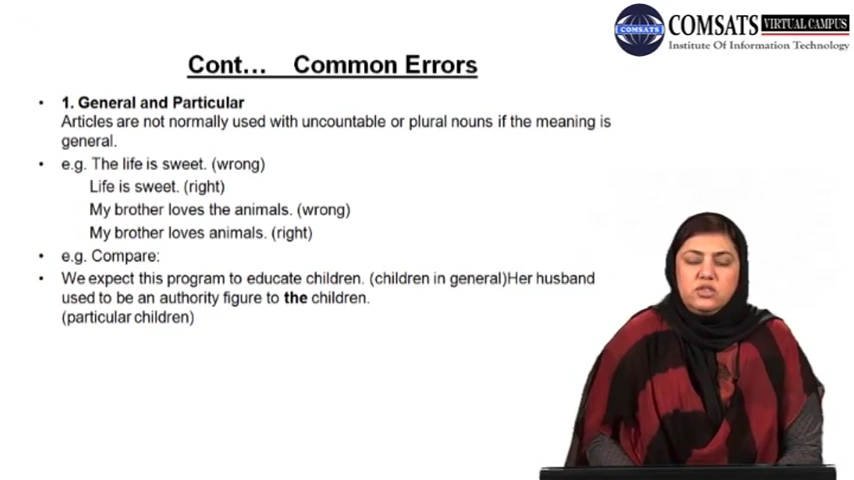 COMSATS
COMSATS VIRTUAL CAMPUS
Institute Of Information Technology
Cont… Common Errors
• 1. General and Particular
Articles are not normally used with uncountable or plural nouns if the meaning is
general.
• e.g. The life is sweet. (wrong)
Life is sweet. (right)
My brother loves the animals. (wrong)
My brother loves animals. (right)
• e.g. Compare:
• We expect this program to educate children. (children in general)Her husband
used to be an authority figure to the children.
(particular children)